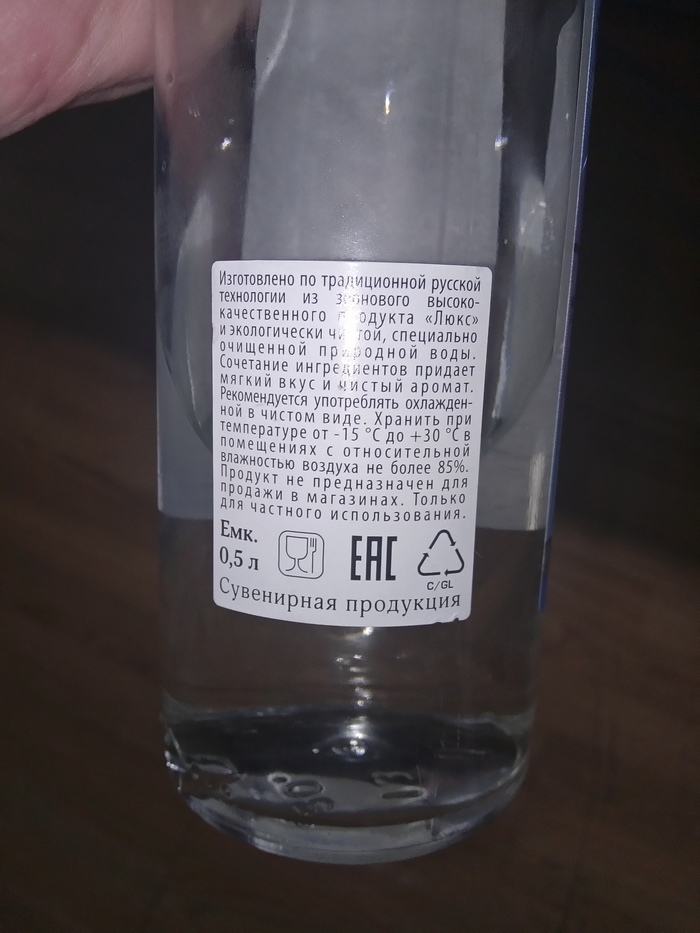 Изготовлено по традиционной русской
технологии из зернового высоко-
качественного продукта «Люкс»
и экологически чистой, специально
очищенной природной воды.
Сочетание ингредиентов придает
мягкий вкус и чистый аромат.
Рекомендуется употреблять охлажден-
ной в чистом виде. Хранить при
температуре от -15 °С до +30 °С в
помещениях с относительной
влажностью воздуха не более 85%.
Продукт не предназначен для
продажи в магазинах. Только
для частного использования.
Емк.
0,5 л
EAC
C/GL
Сувенирная продукция